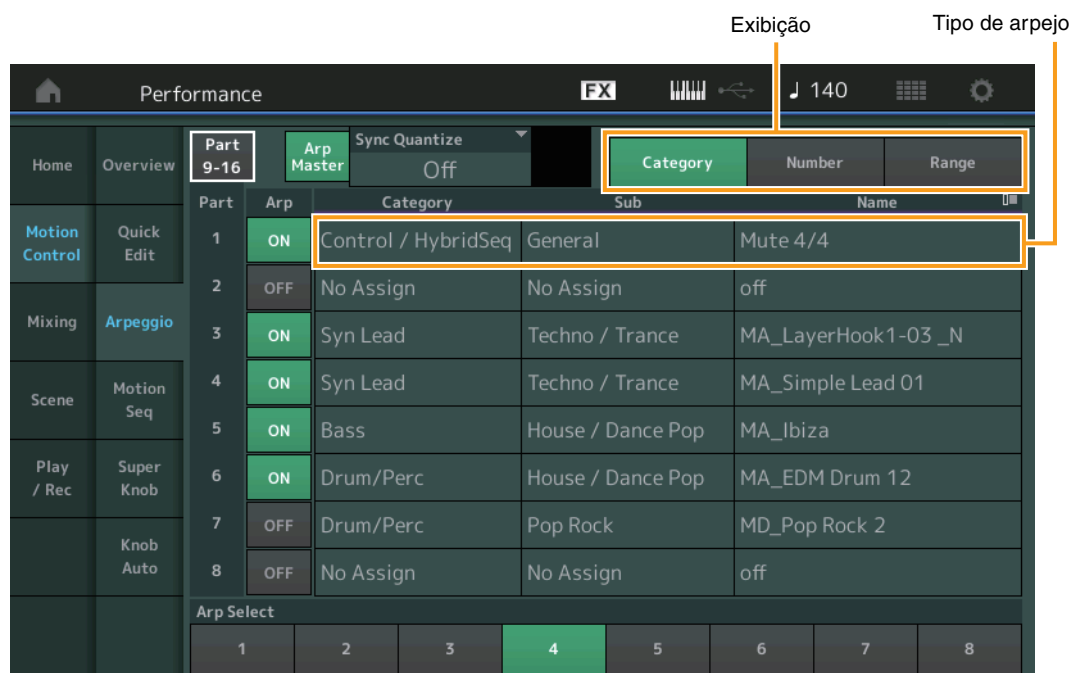 Exibição
Tipo de arpejo
Performance
FX
♩ 140
Home
Overview
Part 9-16
Arp Master
Sync Quantize
Off
Category
Number
Range
Part
Arp
Category
Sub
Name
Motion Control
Quick Edit
1
ON
Control / HybridSeq
General
Mute 4/4
2
OFF
No Assign
No Assign
off
Mixing
Arpeggio
3
ON
Syn Lead
Techno / Trance
MA_LayerHook1-03 _N
Scene
Motion Seq
4
ON
Syn Lead
Techno / Trance
MA_Simple Lead 01
5
ON
Bass
House / Dance Pop
MA_Ibiza
Play / Rec
Super Knob
6
ON
Drum/Perc
House / Dance Pop
MA_EDM Drum 12
7
OFF
Drum/Perc
Pop Rock
MD_Pop Rock 2
Knob Auto
8
OFF
No Assign
No Assign
off
Arp Select
1
2
3
4
5
6
7
8